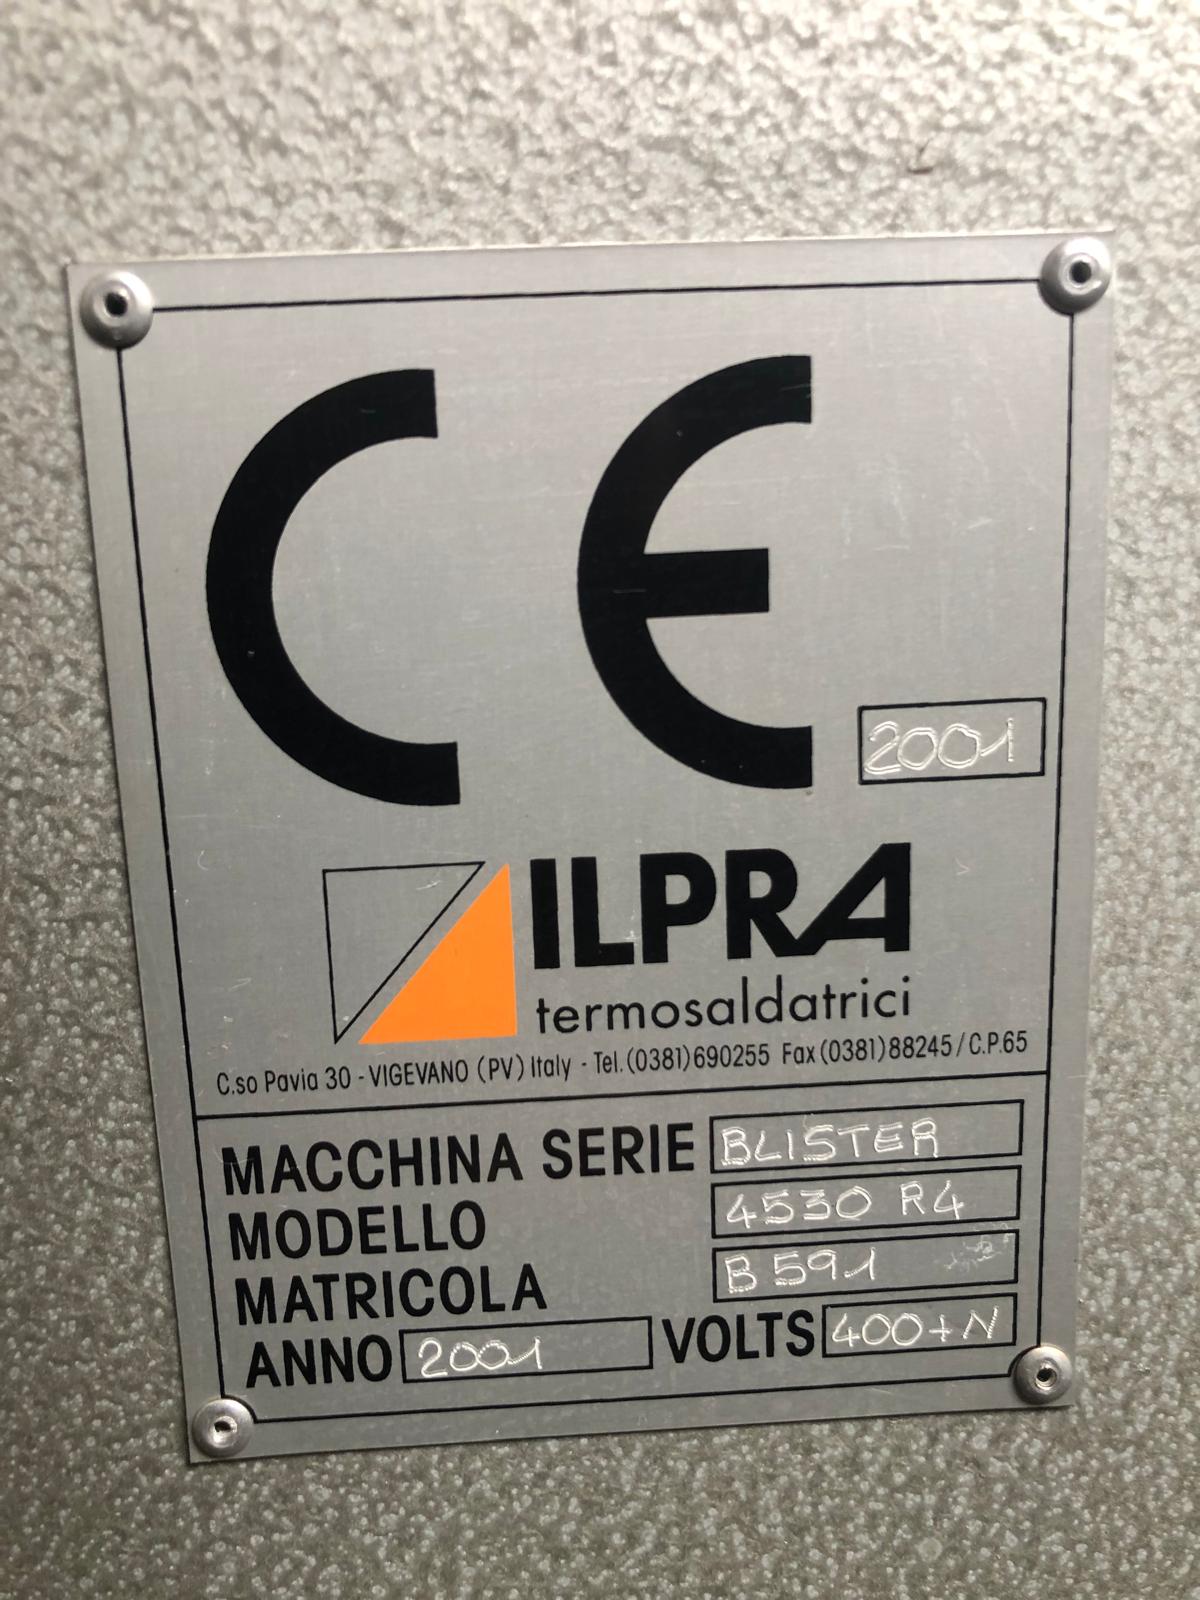 CE
2001
ILPRA
termosaldatrici
C.so Pavia 30 - VIGEVANO (PV) Italy - Tel. (0381) 690255 Fax (0381) 88245 / C.P.65
MACCHINA SERIE BLISTER
MODELLO 4530 R4
MATRICOLA B591
ANNO 2001 VOLTS 400+N